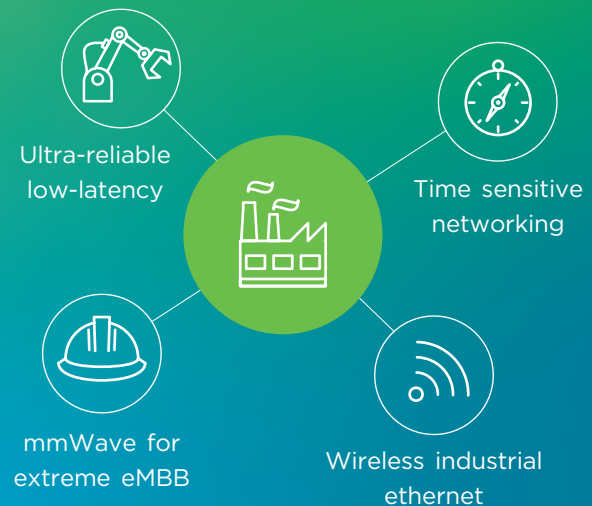 Ultra-reliable
low-latency
Time sensitive
networking
mmWave for
extreme eMBB
Wireless industrial
ethernet